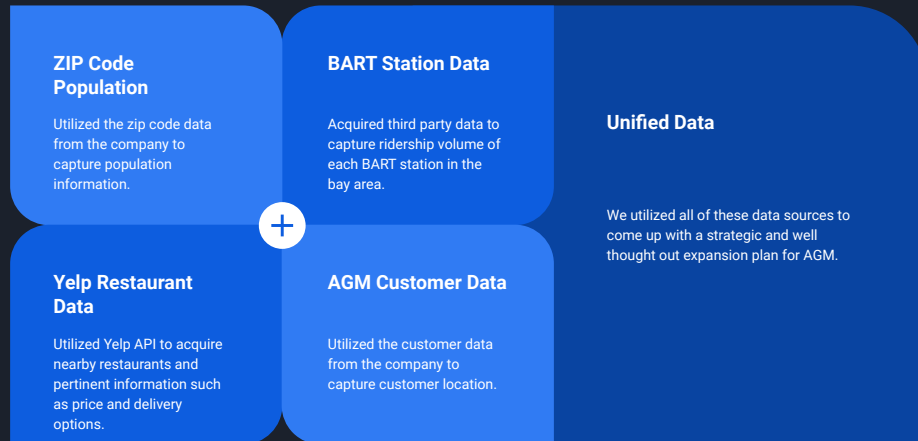 ZIP Code
Population
Utilized the zip code data
from the company to
capture population
information.
BART Station Data
Acquired third party data to
capture ridership volume of
each BART station in the
bay area.
Unified Data
We utilized all of these data sources to
come up with a strategic and well
thought out expansion plan for AGM.
Yelp Restaurant
Data
Utilized Yelp API to acquire
nearby restaurants and
pertinent information such
as price and delivery
options.
AGM Customer Data
Utilized the customer data
from the company to
capture customer location.